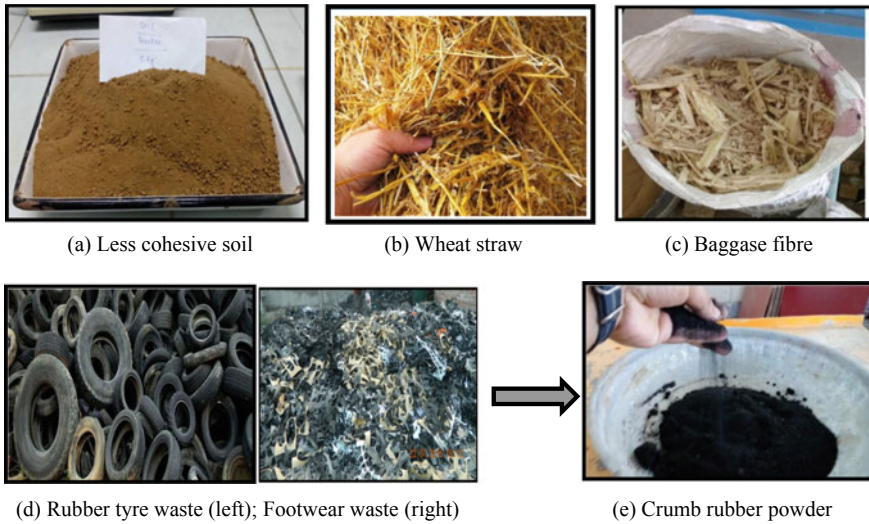 (a) Less cohesive soil
(b) Wheat straw
(c) Baggase fibre
(d) Rubber tyre waste (left); Footwear waste (right)
(e) Crumb rubber powder